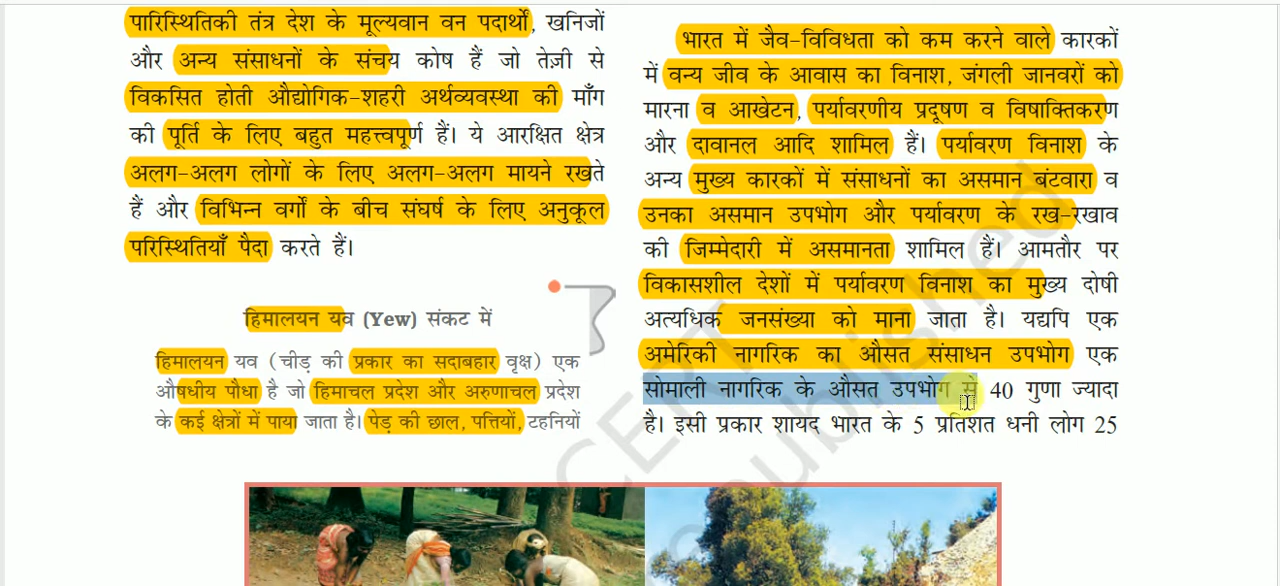 पारिस्थितिकी तंत्र देश के मूल्यवान वन पदार्थों, खनिजों
और अन्य संसाधनों के संचय कोष हैं जो तेज़ी से
विकसित होती औद्योगिक-शहरी अर्थव्यवस्था की माँग
की पूर्ति के लिए बहुत महत्त्वपूर्ण हैं। ये आरक्षित क्षेत्र
अलग-अलग लोगों के लिए अलग-अलग मायने रखते
हैं और विभिन्न वर्गों के बीच संघर्ष के लिए अनुकूल
परिस्थितियाँ पैदा करते हैं।
हिमालयन यव (Yew) संकट में
हिमालयन यव (चीड़ की प्रकार का सदाबहार वृक्ष) एक
औषधीय पौधा है जो हिमाचल प्रदेश और अरुणाचल प्रदेश
के कई क्षेत्रों में पाया जाता है। पेड़ की छाल, पत्तियों, टहनियों
भारत में जैव-विविधता को कम करने वाले कारकों
में वन्य जीव के आवास का विनाश, जंगली जानवरों को
मारना व आखेटन, पर्यावरणीय प्रदूषण व विषाक्तिकरण
और दावानल आदि शामिल हैं। पर्यावरण विनाश के
अन्य मुख्य कारकों में संसाधनों का असमान बंटवारा व
उनका असमान उपभोग और पर्यावरण के रख-रखाव
की जिम्मेदारी में असमानता शामिल हैं। आमतौर पर
विकासशील देशों में पर्यावरण विनाश का मुख्य दोषी
अत्यधिक जनसंख्या को माना जाता है। यद्यपि एक
अमेरिकी नागरिक का औसत संसाधन उपभोग एक
सोमाली नागरिक के औसत उपभोग से 40 गुणा ज्यादा
है। इसी प्रकार शायद भारत के 5 प्रतिशत धनी लोग 25